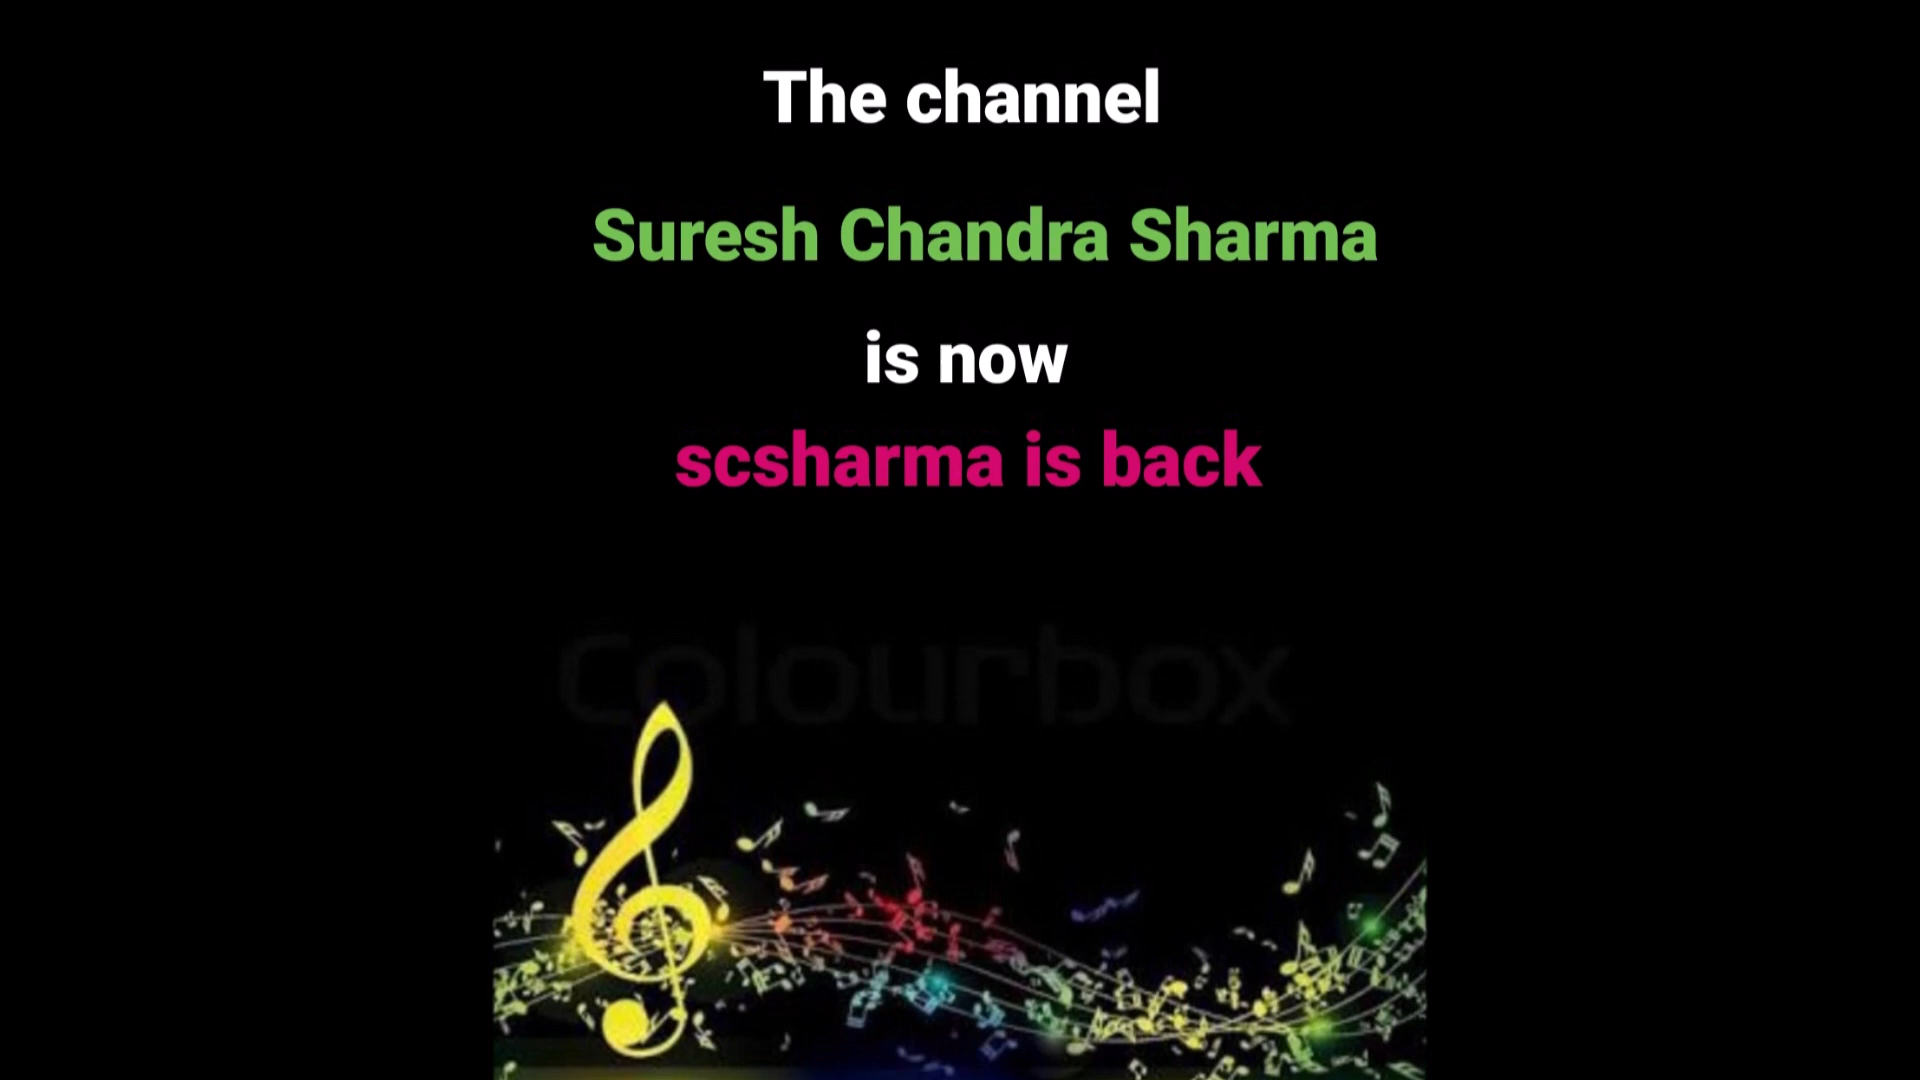 The channel
Suresh Chandra Sharma
is now
scsharma is back
Colourbox